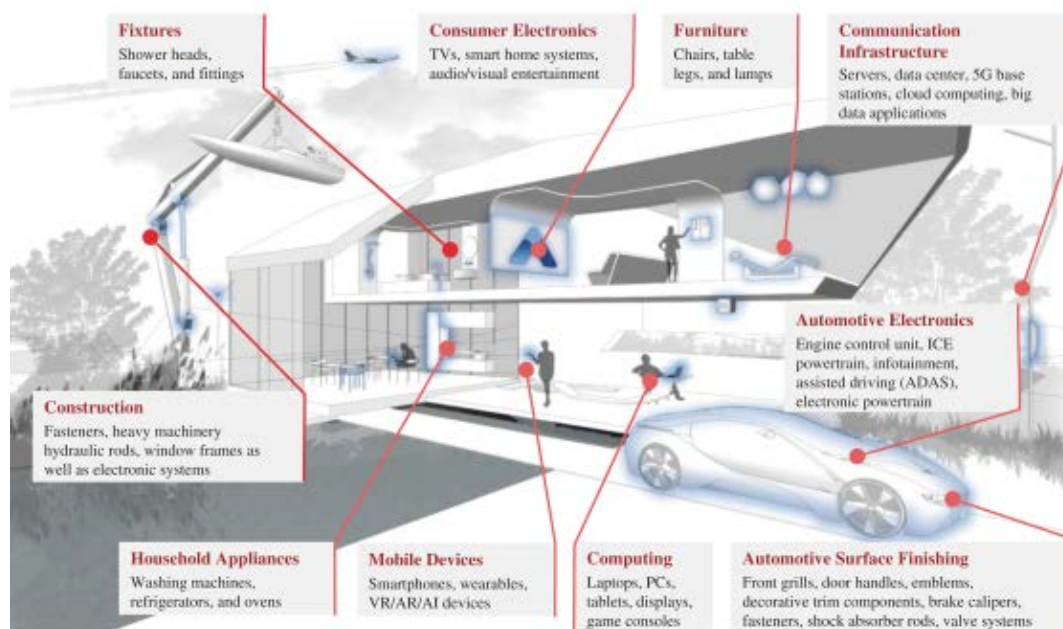 Fixtures
Shower heads,
faucets, and fittings
Consumer Electronics
TVs, smart home systems,
audio/visual entertainment
Furniture
Chairs, table
legs, and lamps
Communication
Infrastructure
Servers, data center, 5G base
stations, cloud computing, big
data applications
Automotive Electronics
Engine control unit, ICE
powertrain, infotainment,
assisted driving (ADAS),
electronic powertrain
Construction
Fasteners, heavy machinery
hydraulic rods, window frames as
well as electronic systems
Household Appliances
Washing machines,
refrigerators, and ovens
Mobile Devices
Smartphones, wearables,
VR/AR/AI devices
Computing
Laptops, PCs,
tablets, displays,
game consoles
Automotive Surface Finishing
Front grills, door handles, emblems,
decorative trim components, brake calipers,
fasteners, shock absorber rods, valve systems